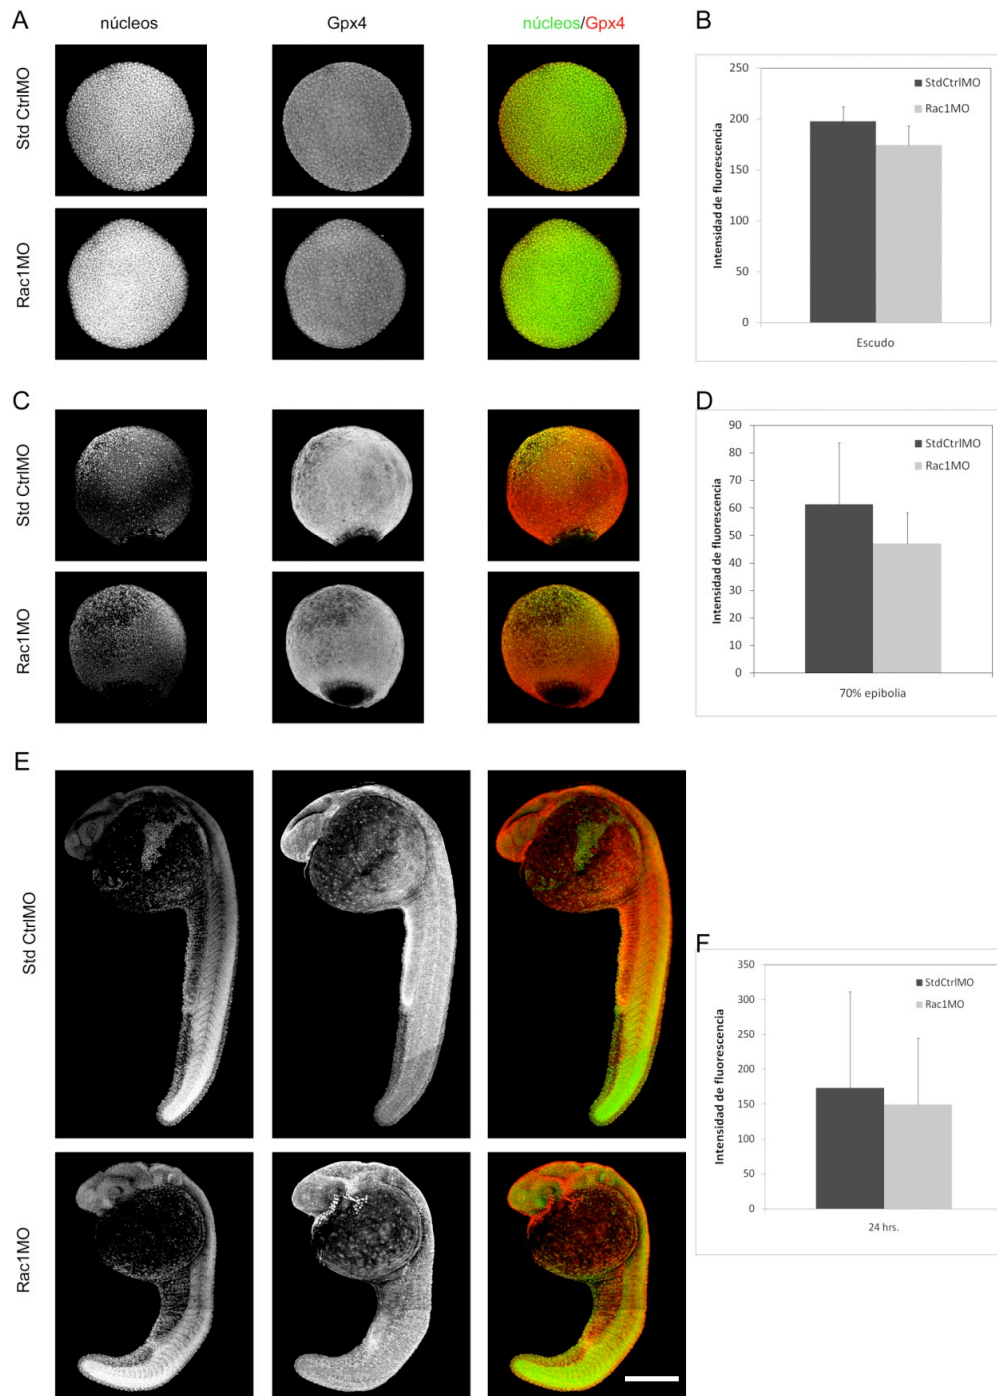 A
núcleos
Gpx4
núcleos/Gpx4
Std CtrlMO
Rac1MO
B
250
200
150
100
50
0
Intensidad de fluorescencia
StdCtrlMO
Rac1MO
Escudo
C
Std CtrlMO
Rac1MO
D
90
80
70
60
50
40
30
20
10
0
Intensidad de fluorescencia
StdCtrlMO
Rac1MO
70% epibolia
E
Std CtrlMO
Rac1MO
F
350
300
250
200
150
100
50
0
Intensidad de fluorescencia
StdCtrlMO
Rac1MO
24 hrs.